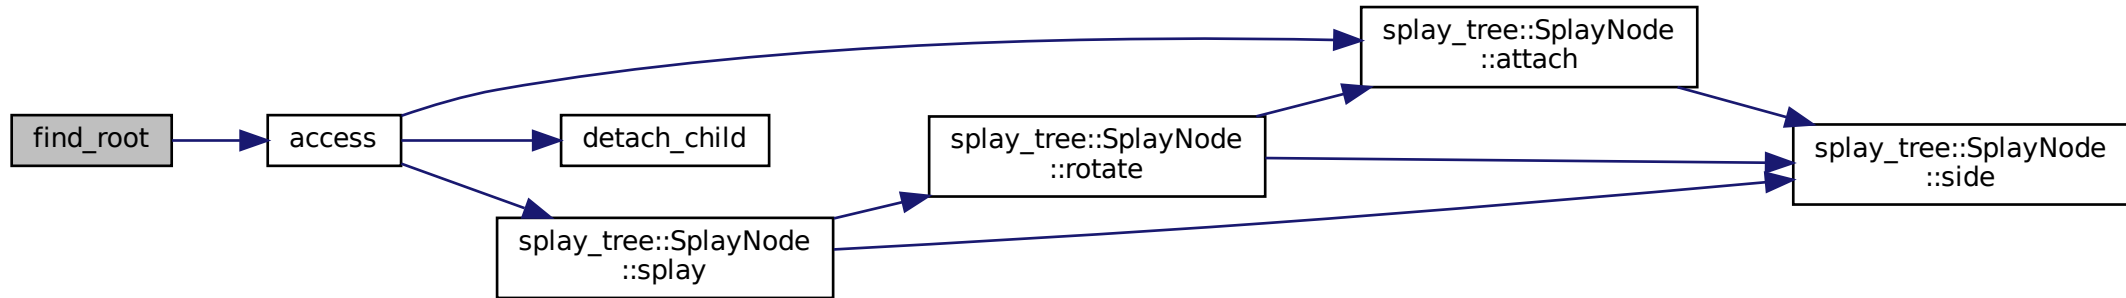 find_root
access
detach_child
splay_tree::SplayNode
::splay
splay_tree::SplayNode
::rotate
splay_tree::SplayNode
::attach
splay_tree::SplayNode
::side